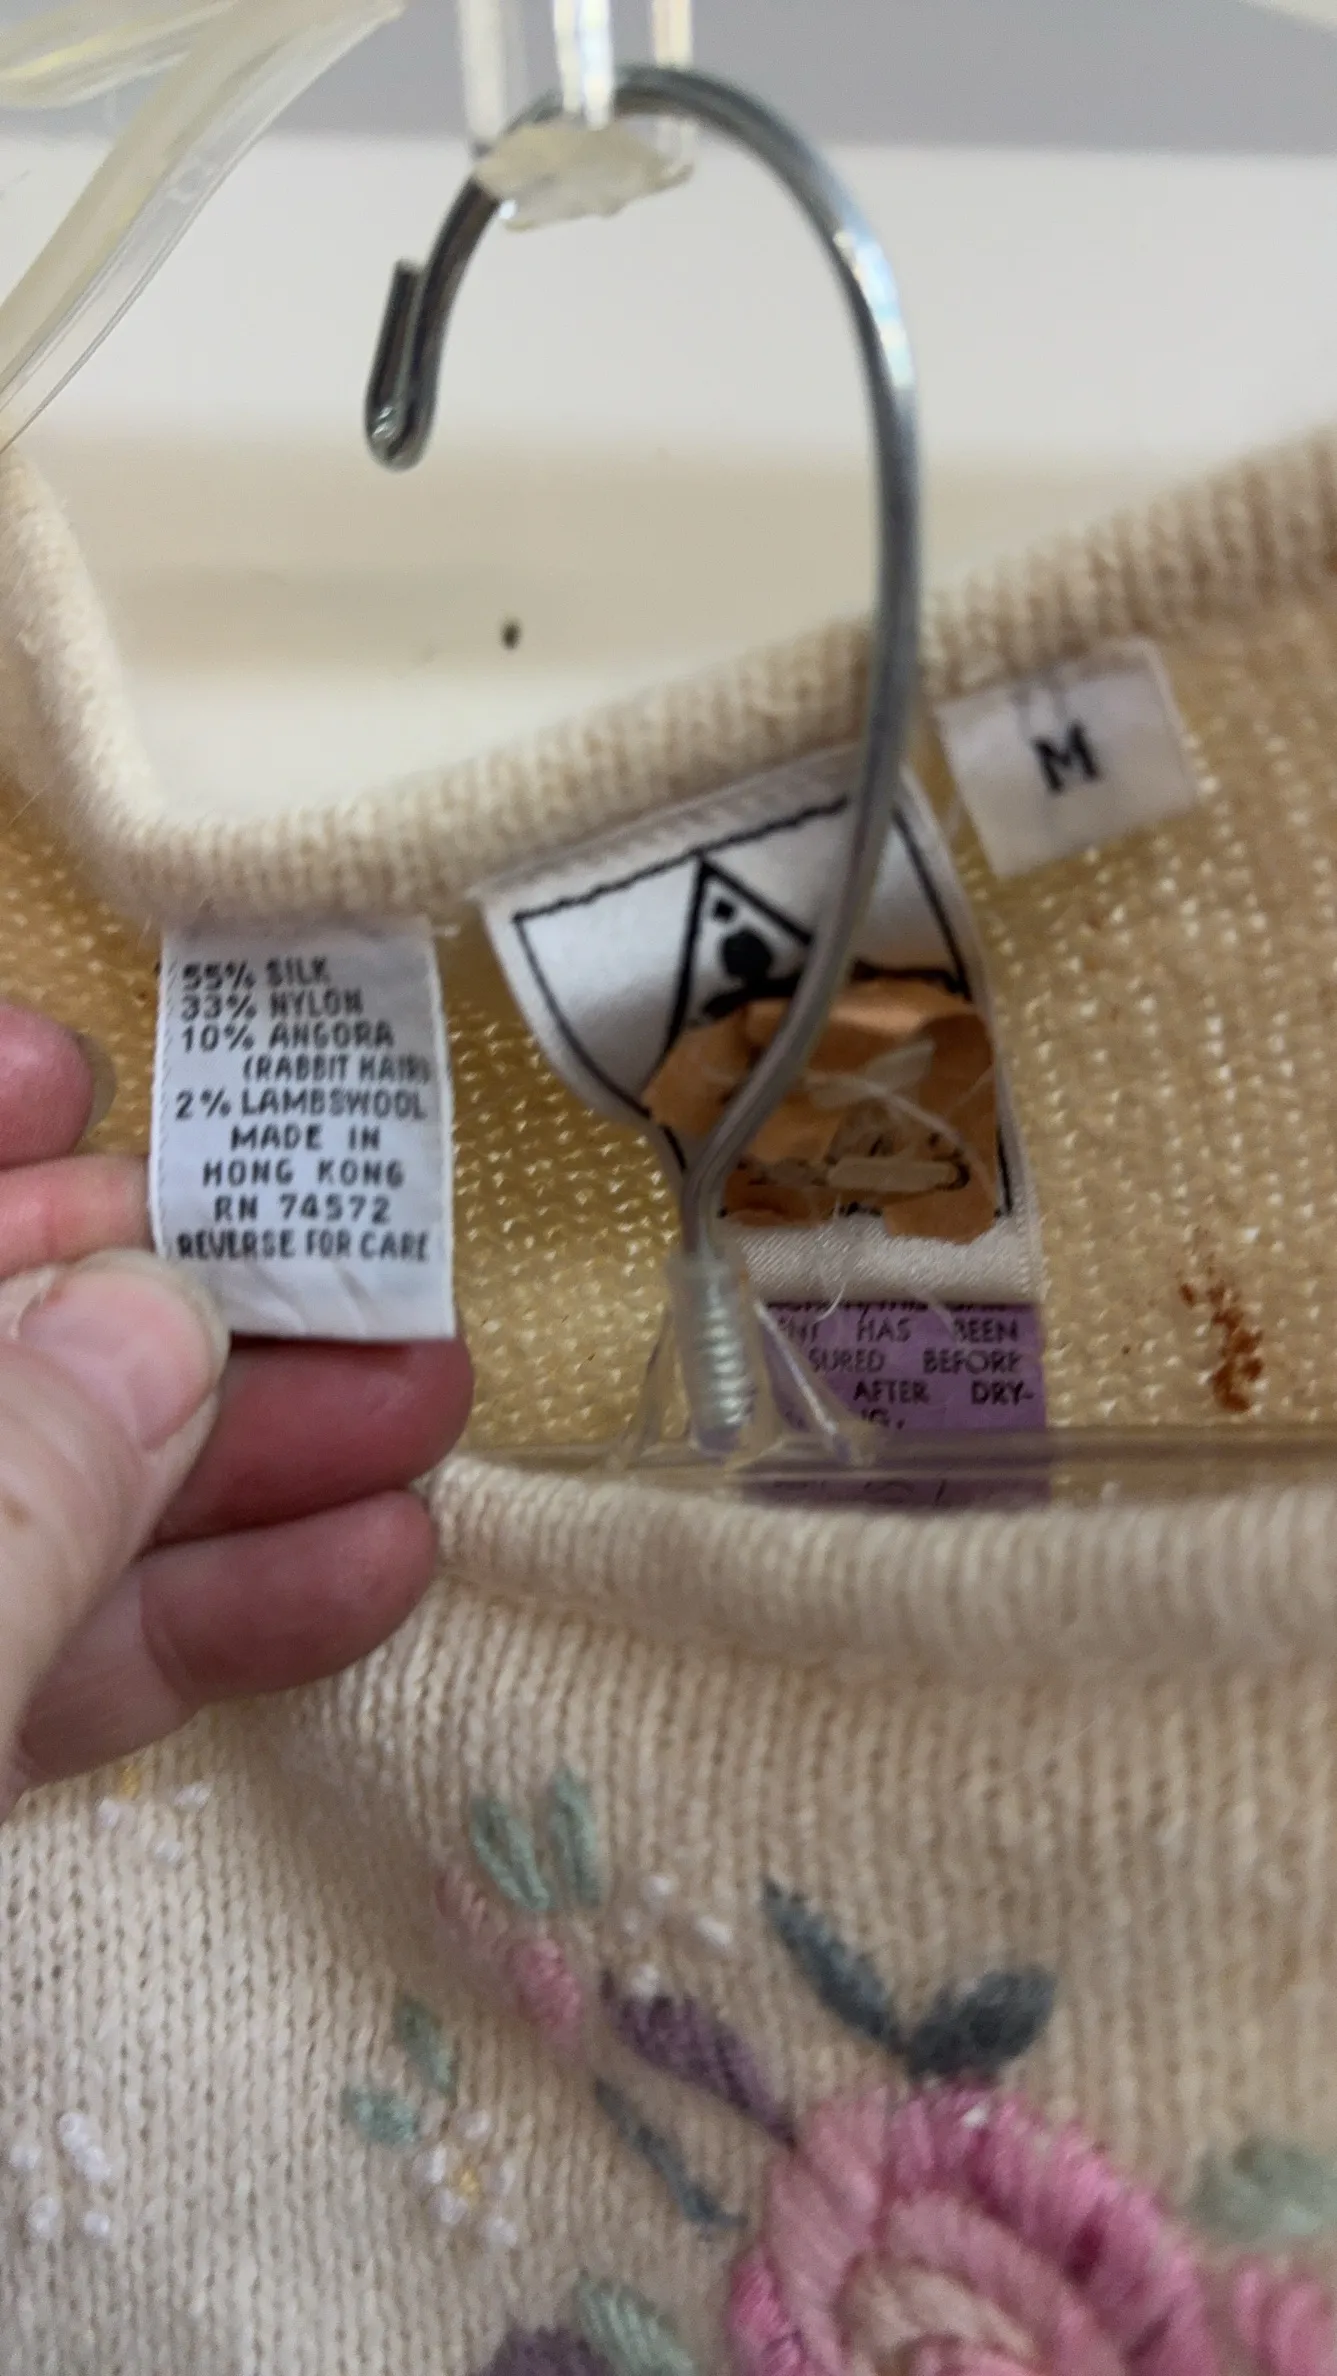 55% SILK
33% NYLON
10% ANGORA
(RABBIT HAIR)
2% LAMBSWOOL
MADE IN
HONG KONG
RN 74572
REVERSE FOR CARE
M
HAS BEEN
SURED BEFORE
AFTER DRY-